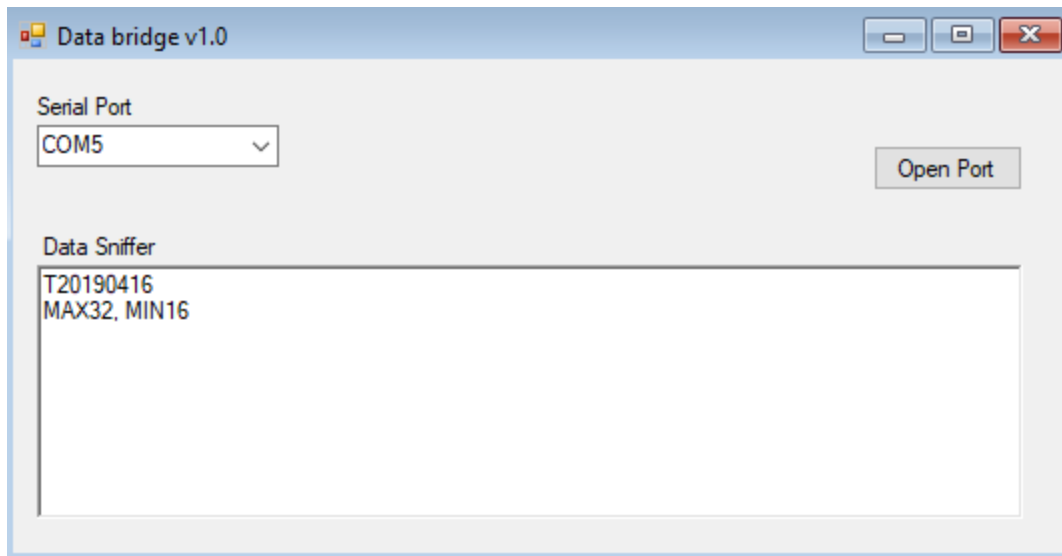 Data bridge v1.0
Serial Port
COM5
Open Port
Data Sniffer
T20190416
MAX32, MIN16